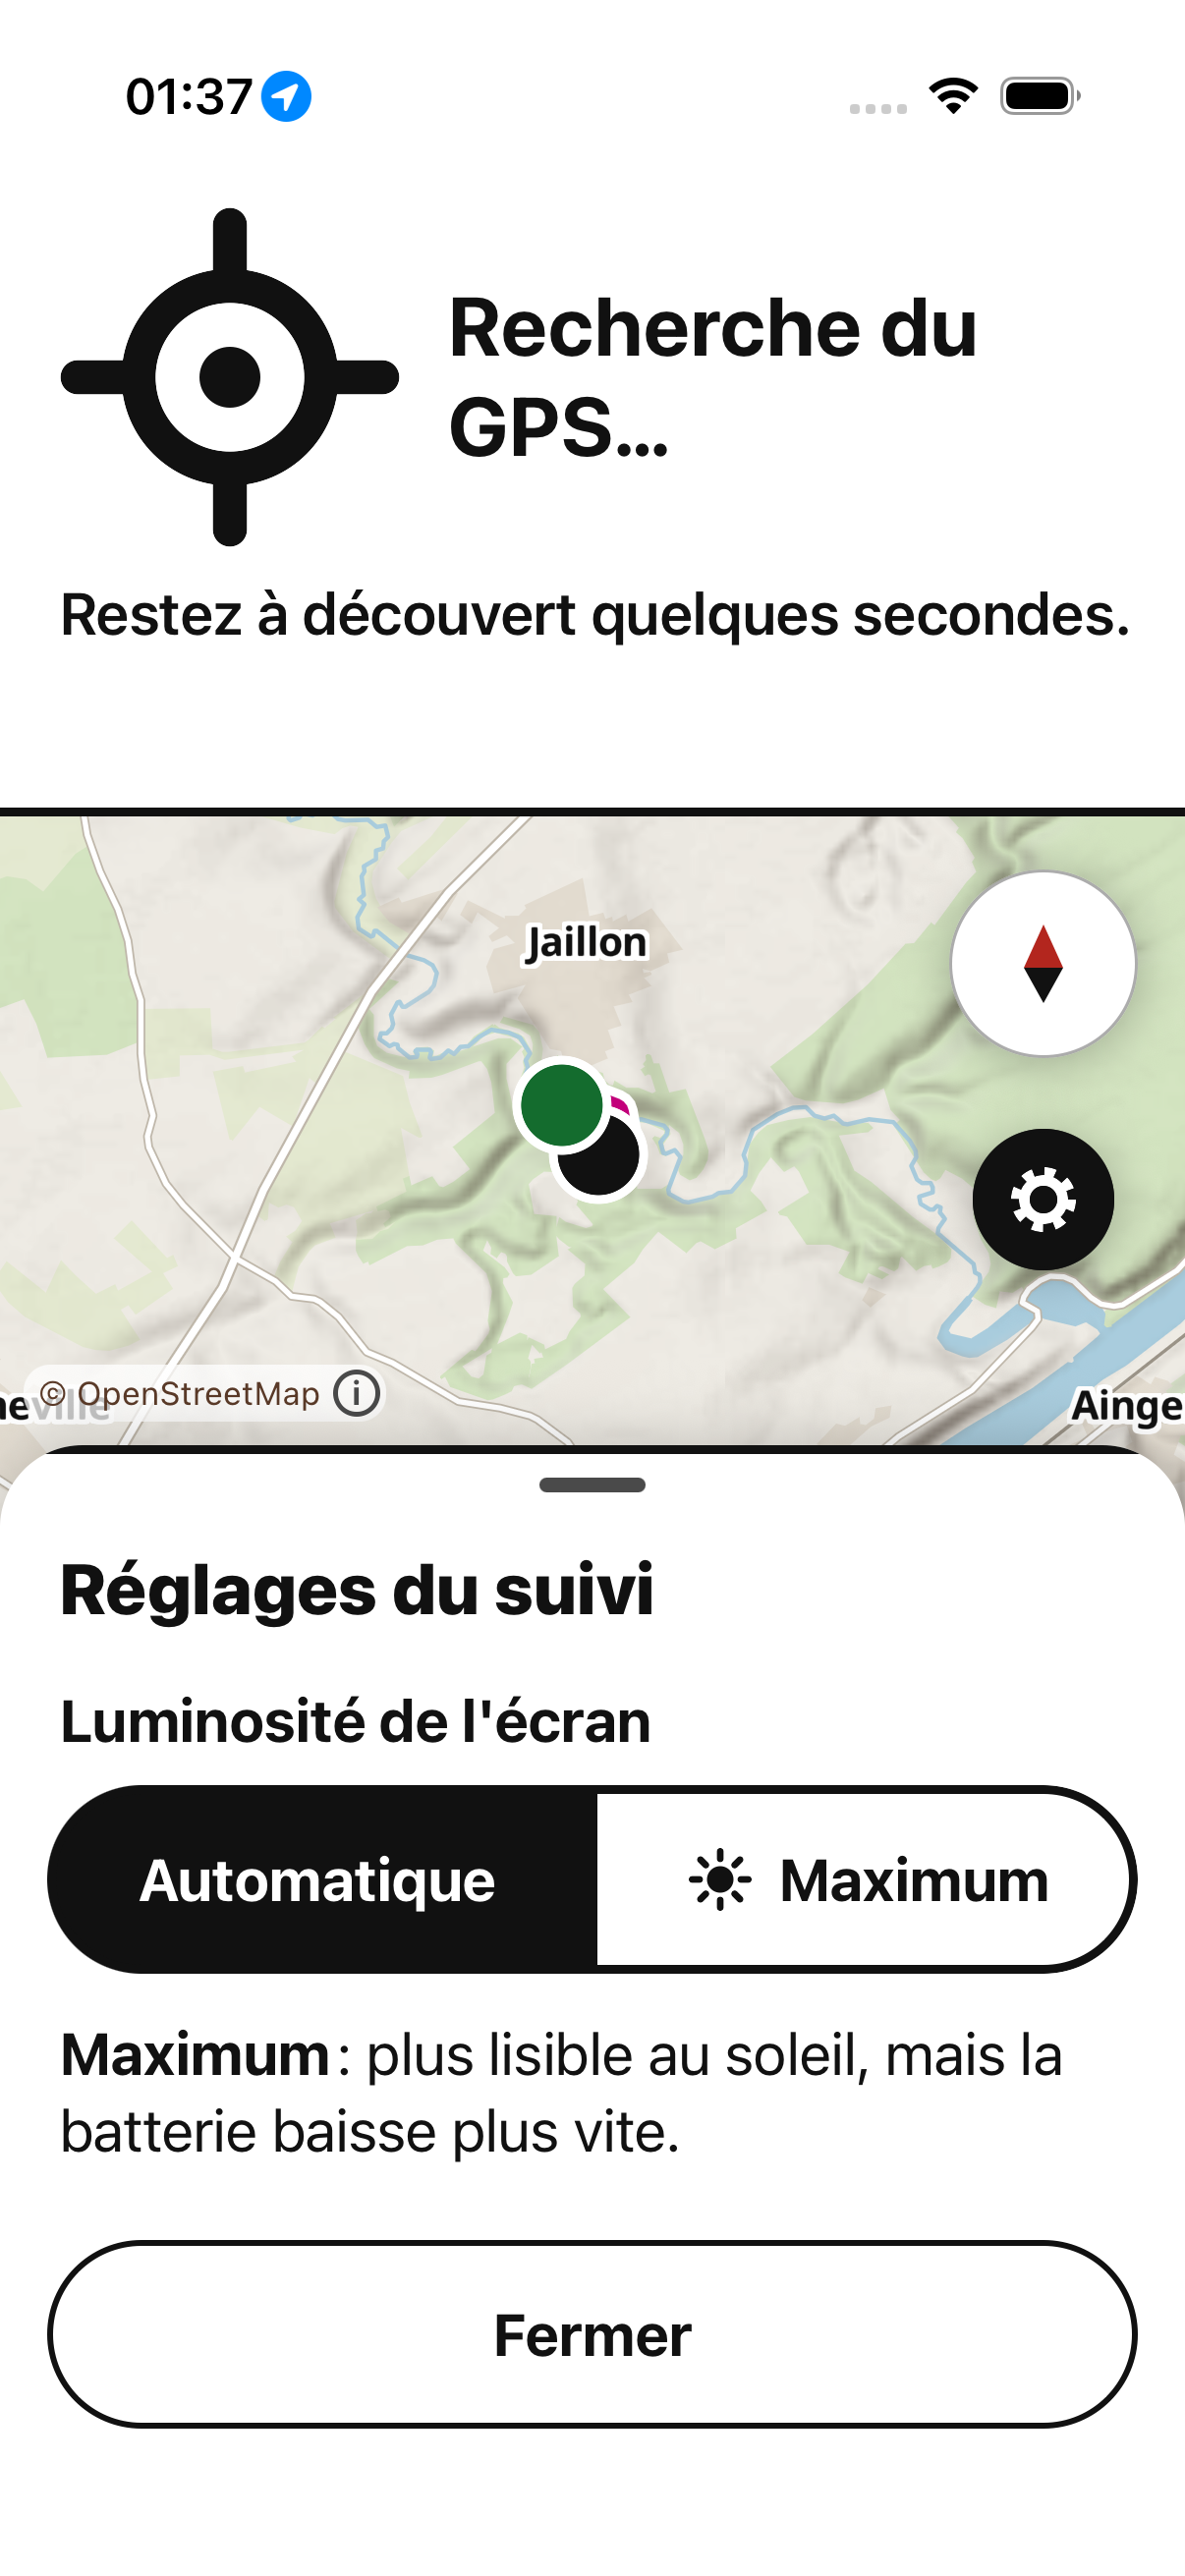 01:37
Recherche du
GPS…
Restez à découvert quelques secondes.
Jaillon
© OpenStreetMap
Ainge
Réglages du suivi
Luminosité de l'écran
Automatique
Maximum
Maximum : plus lisible au soleil, mais la
batterie baisse plus vite.
Fermer